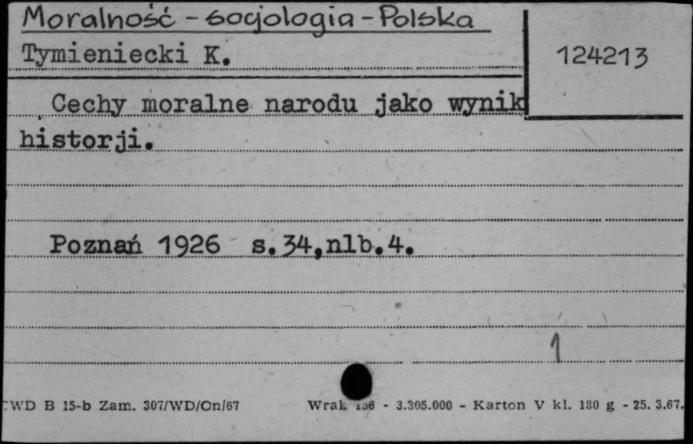 Moralność - socjologia - Polska
Tymieniecki K.
124213
Cechy moralne narodu jako wynik
historji.
Poznań 1926 s.34,nlb.4.
1
WD B 15-b Zam. 307/WD/On/67
Wrak - 3.305.000 - Karton V kl. 180 g - 25. 3.67.